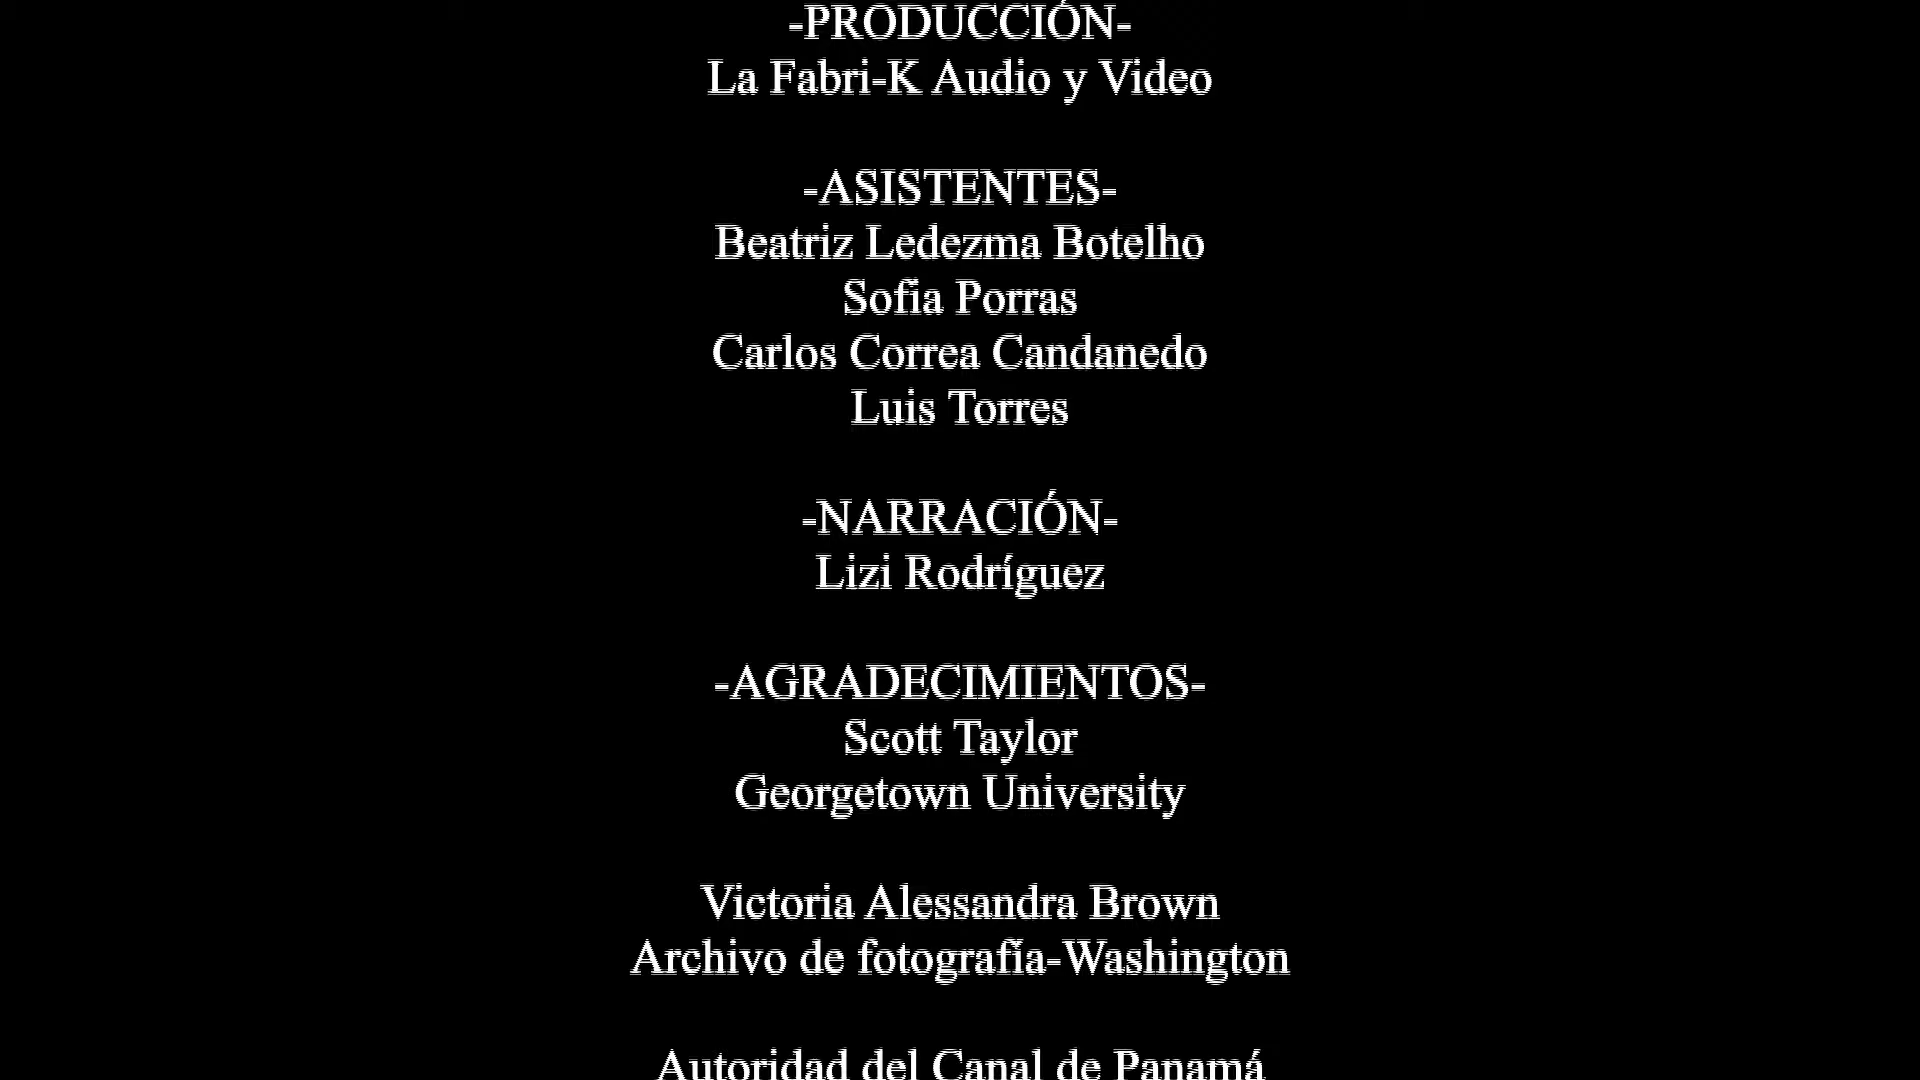 -PRODUCCIÓN-
La Fabri-K Audio y Video
-ASISTENTES-
Beatriz Ledezma Botelho
Sofia Porras
Carlos Correa Candanedo
Luis Torres
-NARRACIÓN-
Lizi Rodríguez
-AGRADECIMIENTOS-
Scott Taylor
Georgetown University
Victoria Alessandra Brown
Archivo de fotografía-Washington
Autoridad del Canal de Panamá